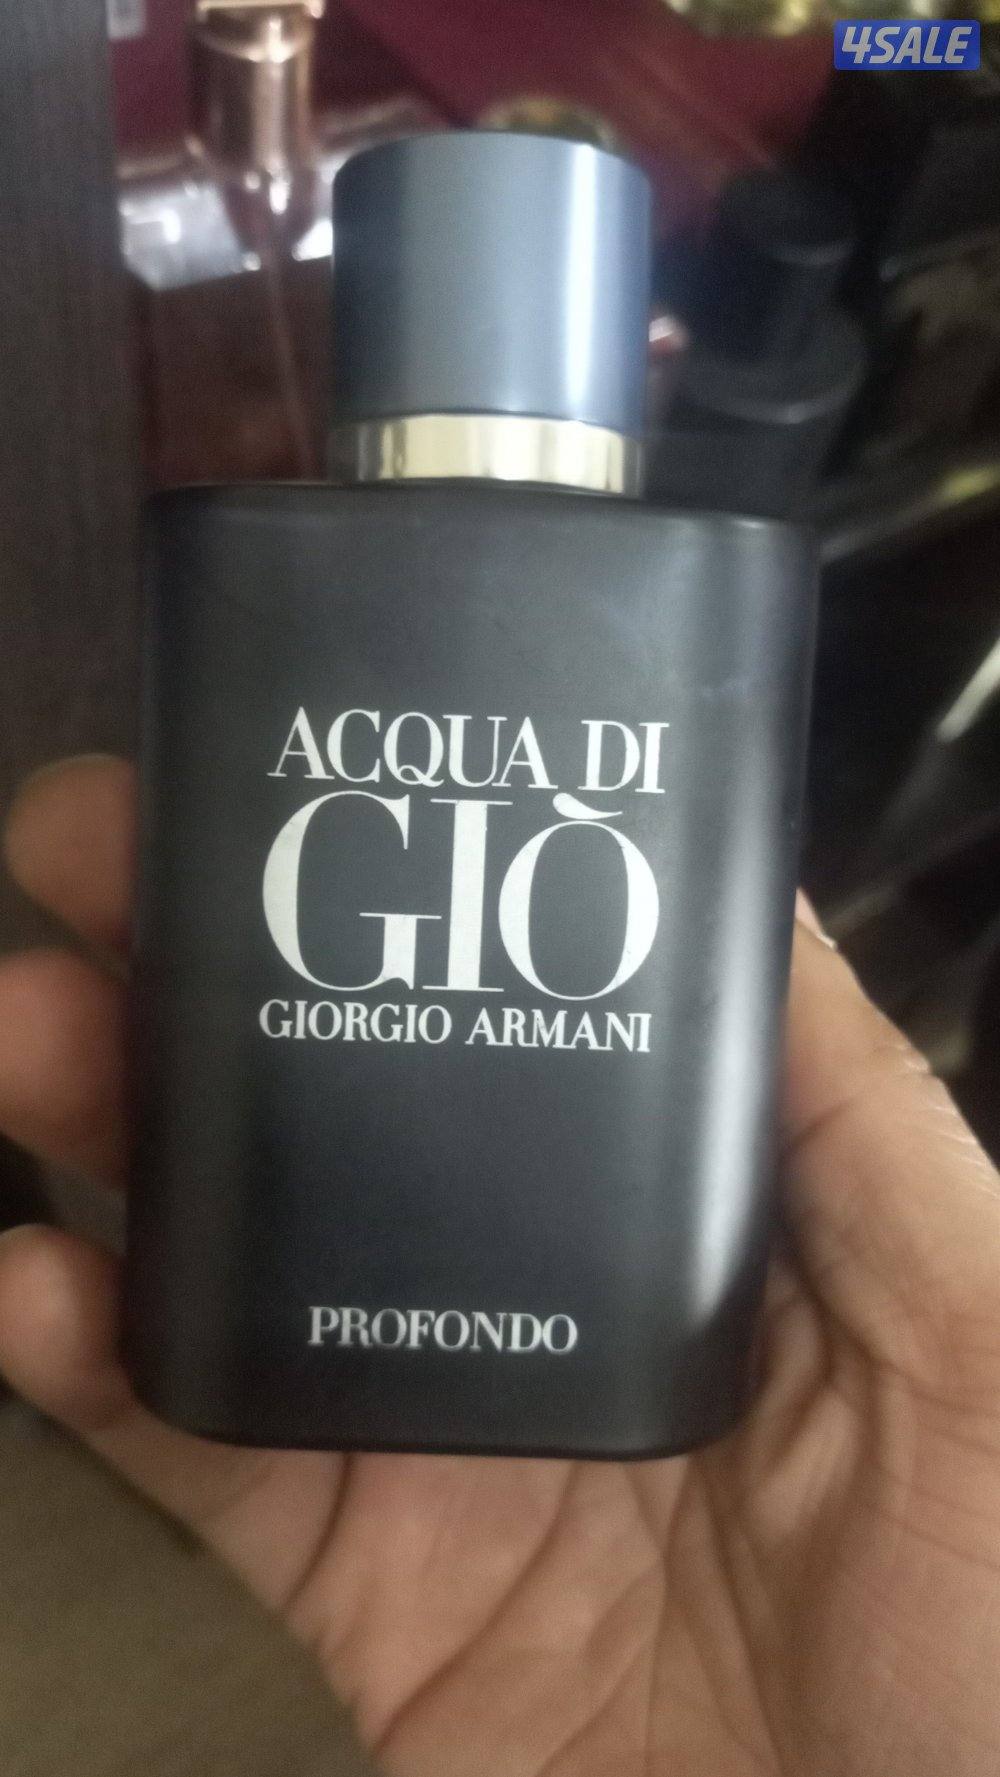 4SALE
ACQUA DI
GIÒ
GIORGIO ARMANI
PROFONDO